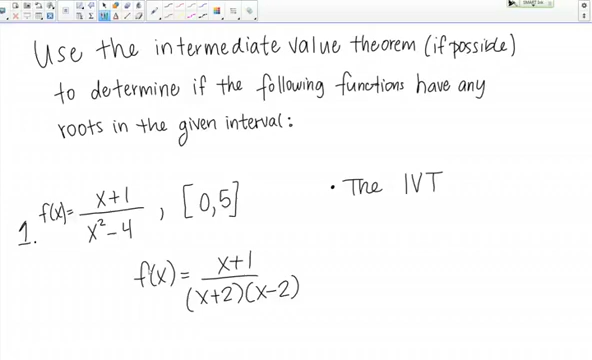 Use the intermediate value theorem (if possible)
to determine if the following functions have any
roots in the given interval:
1. f(x)= x+1 / x²-4 , [0,5]
• The IVT
f(x)= x+1 / (x+2)(x-2)